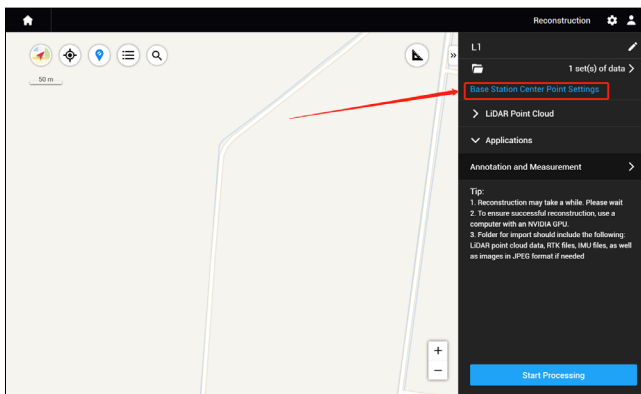 Reconstruction
L1
1 set(s) of data
50 m
Base Station Center Point Settings
LiDAR Point Cloud
Applications
Annotation and Measurement
Tip:
1. Reconstruction may take a while. Please wait
2. To ensure successful reconstruction, use a
computer with an NVIDIA GPU.
3. Folder for import should include the following:
LiDAR point cloud data, RTK files, IMU files, as well
as images in JPEG format if needed
+
−
Start Processing